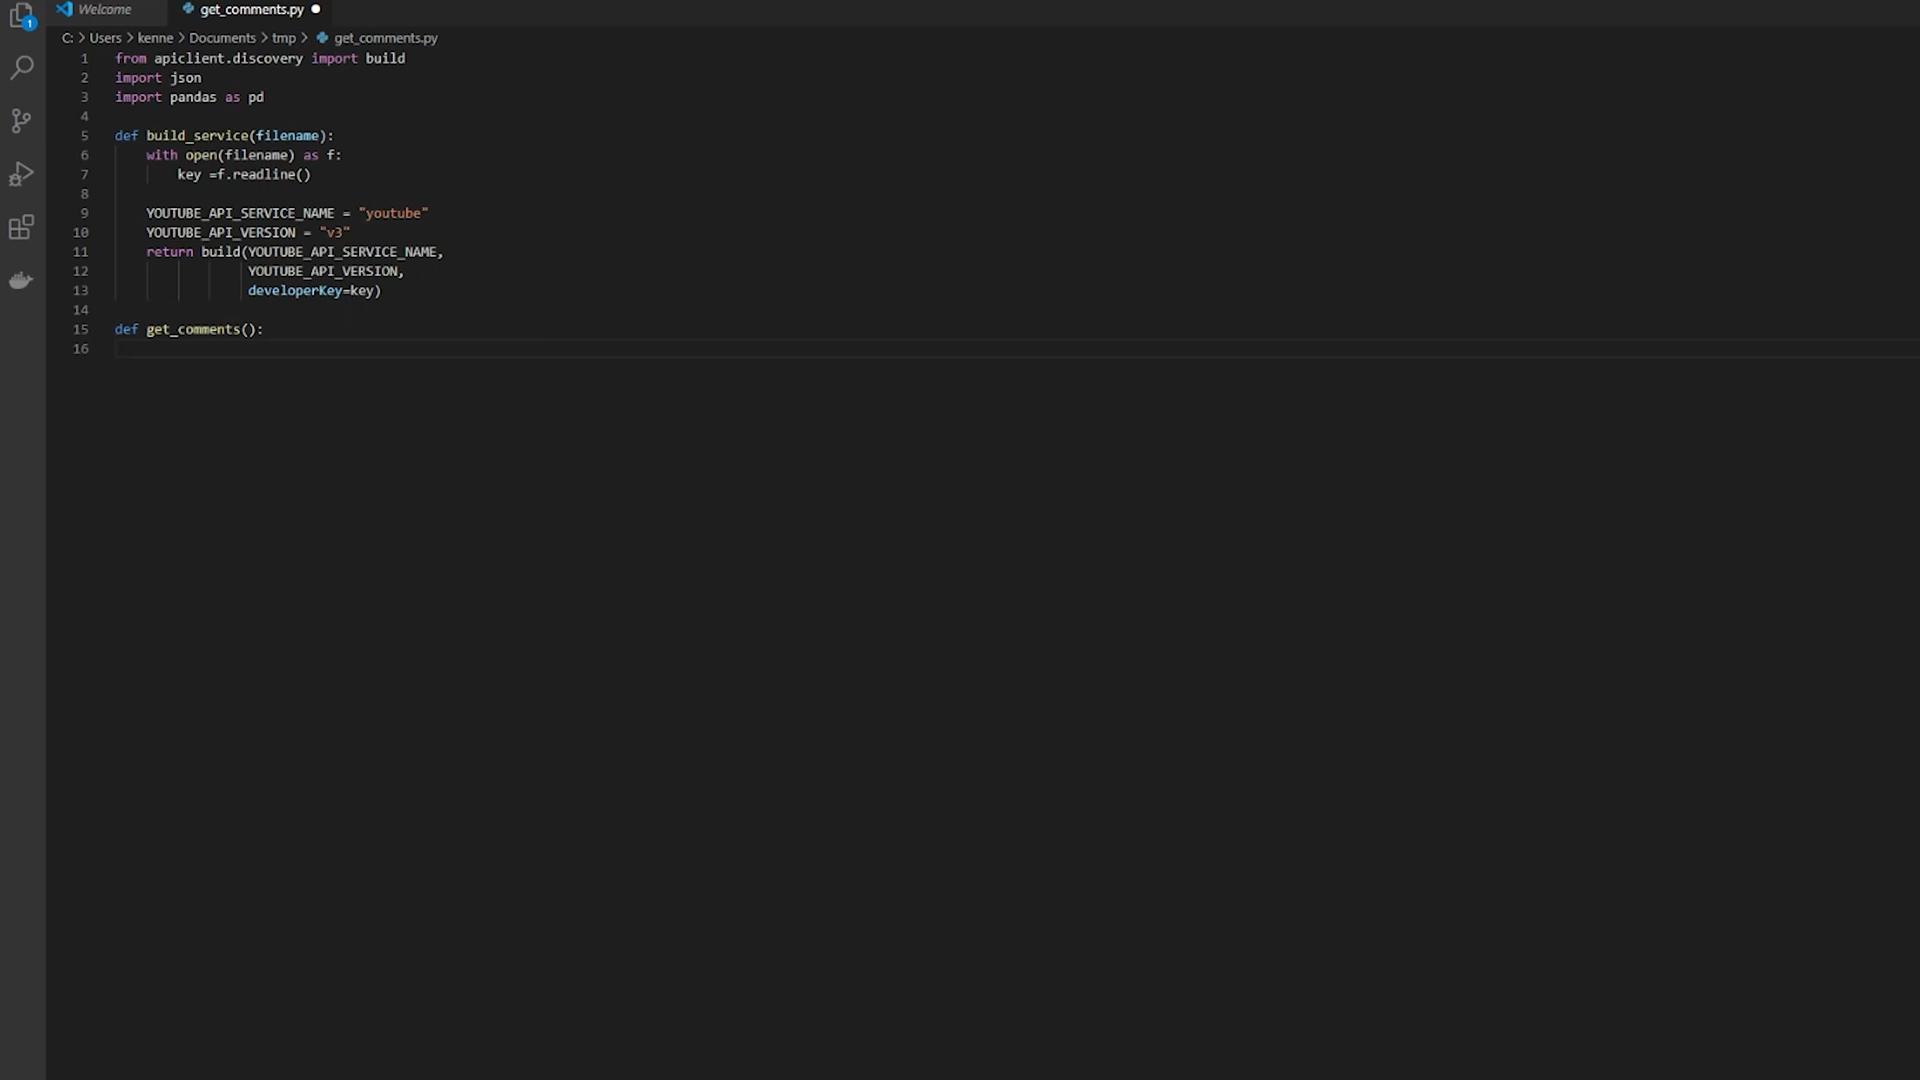 1
Welcome
get_comments.py
C: > Users > kenne > Documents > tmp > get_comments.py
1 from apiclient.discovery import build
2 import json
3 import pandas as pd
4
5 def build_service(filename):
6     with open(filename) as f:
7         key =f.readline()
8
9     YOUTUBE_API_SERVICE_NAME = "youtube"
10     YOUTUBE_API_VERSION = "v3"
11     return build(YOUTUBE_API_SERVICE_NAME,
12                  YOUTUBE_API_VERSION,
13                  developerKey=key)
14
15 def get_comments():
16